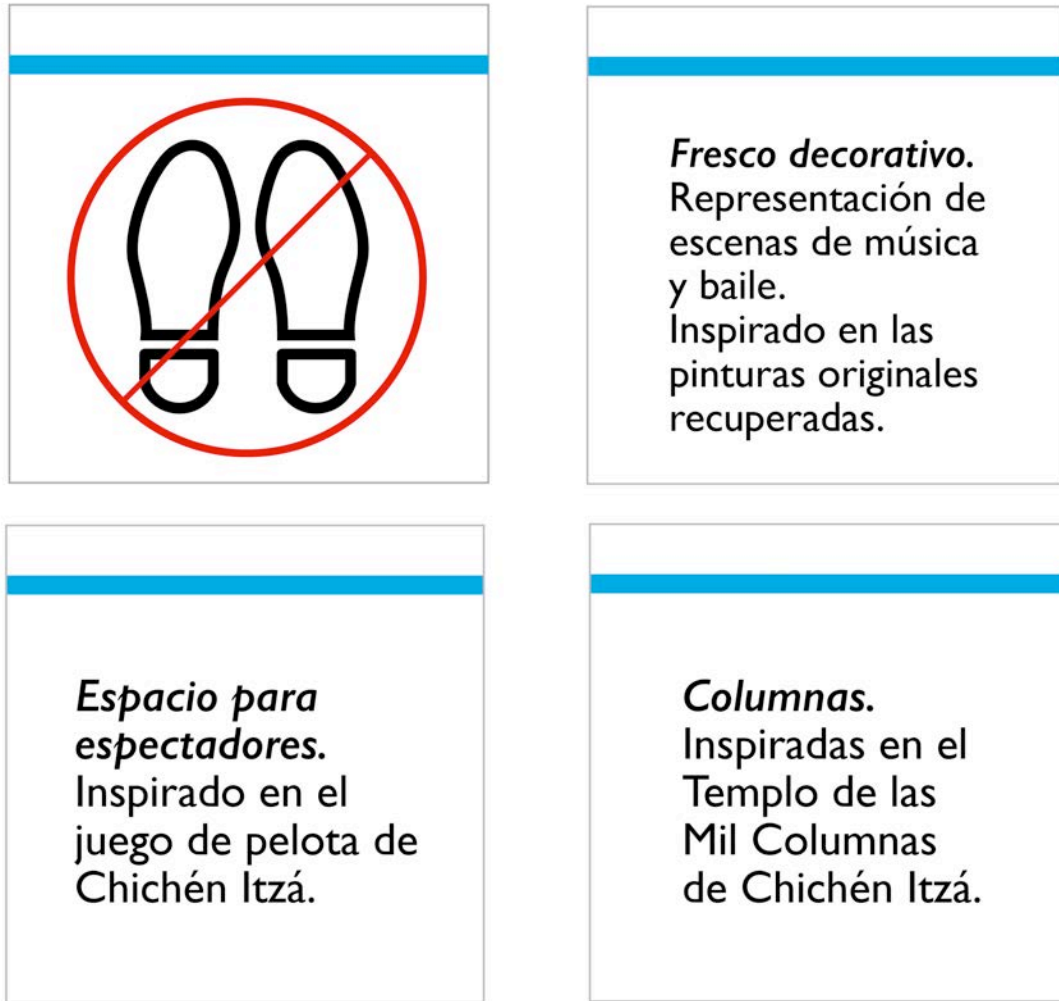 Fresco decorativo.
Representación de
escenas de música
y baile.
Inspirado en las
pinturas originales
recuperadas.
Espacio para
espectadores.
Inspirado en el
juego de pelota de
Chichén Itzá.
Columnas.
Inspiradas en el
Templo de las
Mil Columnas
de Chichén Itzá.